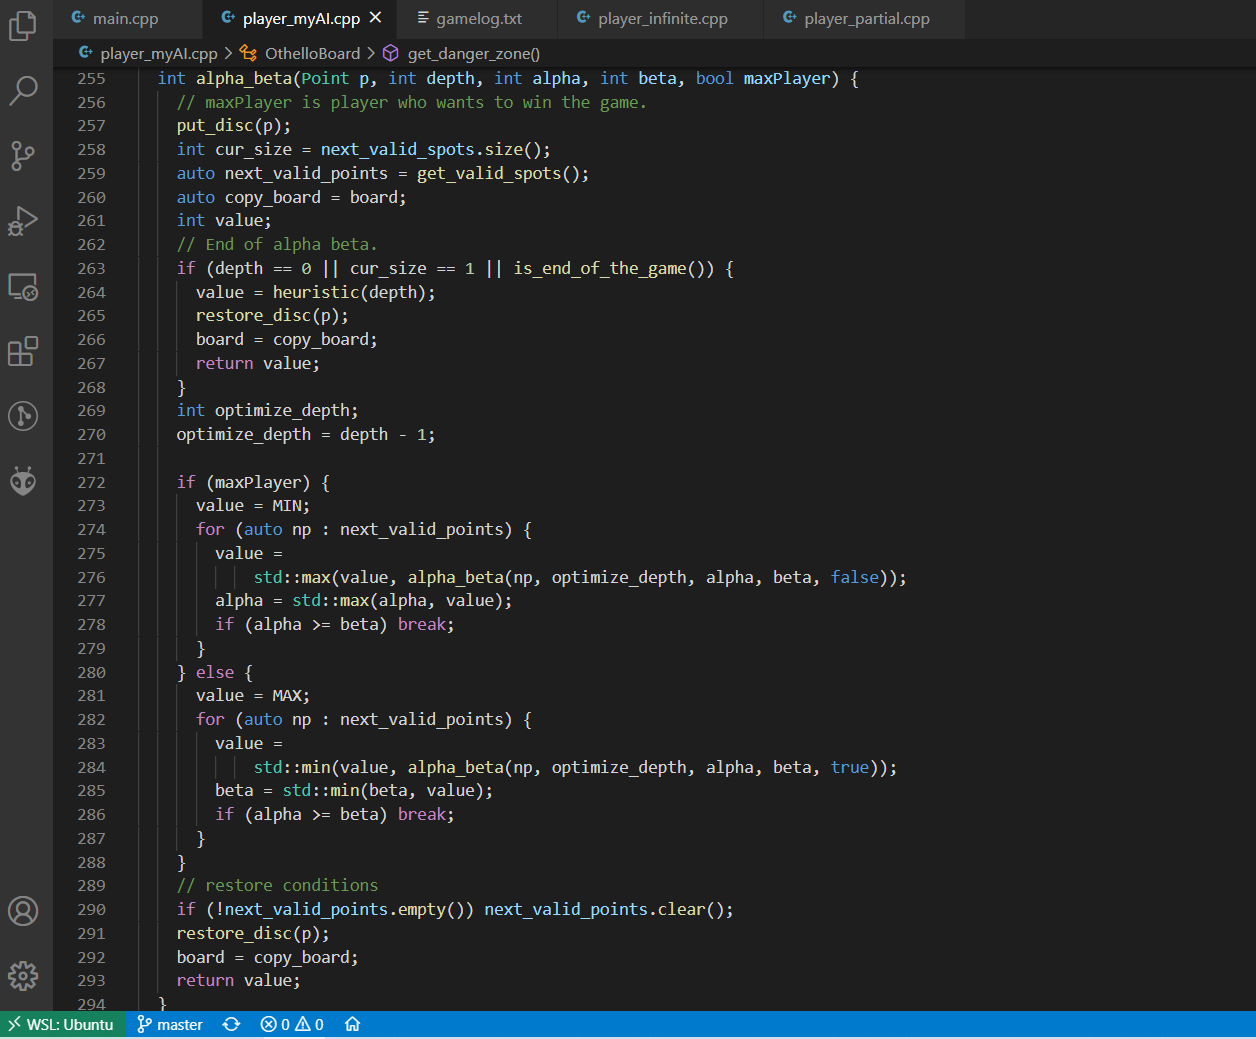 main.cpp
player_myAI.cpp
gamelog.txt
player_infinite.cpp
player_partial.cpp
player_myAI.cpp > OthelloBoard > get_danger_zone()
255 int alpha_beta(Point p, int depth, int alpha, int beta, bool maxPlayer) {
256 // maxPlayer is player who wants to win the game.
257 put_disc(p);
258 int cur_size = next_valid_spots.size();
259 auto next_valid_points = get_valid_spots();
260 auto copy_board = board;
261 int value;
262 // End of alpha beta.
263 if (depth == 0 || cur_size == 1 || is_end_of_the_game()) {
264 value = heuristic(depth);
265 restore_disc(p);
266 board = copy_board;
267 return value;
268 }
269 int optimize_depth;
270 optimize_depth = depth - 1;
271
272 if (maxPlayer) {
273 value = MIN;
274 for (auto np : next_valid_points) {
275 value =
276 std::max(value, alpha_beta(np, optimize_depth, alpha, beta, false));
277 alpha = std::max(alpha, value);
278 if (alpha >= beta) break;
279 }
280 } else {
281 value = MAX;
282 for (auto np : next_valid_points) {
283 value =
284 std::min(value, alpha_beta(np, optimize_depth, alpha, beta, true));
285 beta = std::min(beta, value);
286 if (alpha >= beta) break;
287 }
288 }
289 // restore conditions
290 if (!next_valid_points.empty()) next_valid_points.clear();
291 restore_disc(p);
292 board = copy_board;
293 return value;
294 }
WSL: Ubuntu master 0 0